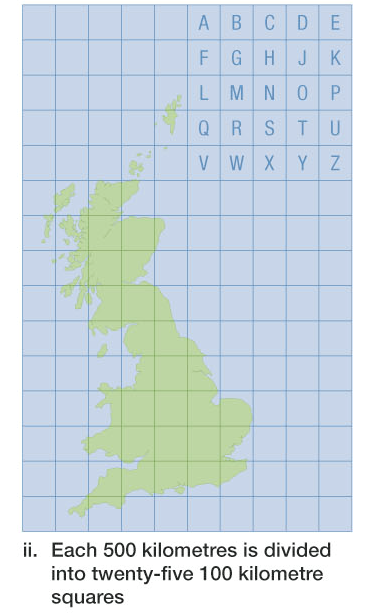 A B C D E
F G H J K
L M N O P
Q R S T U
V W X Y Z
ii. Each 500 kilometres is divided
into twenty-five 100 kilometre
squares